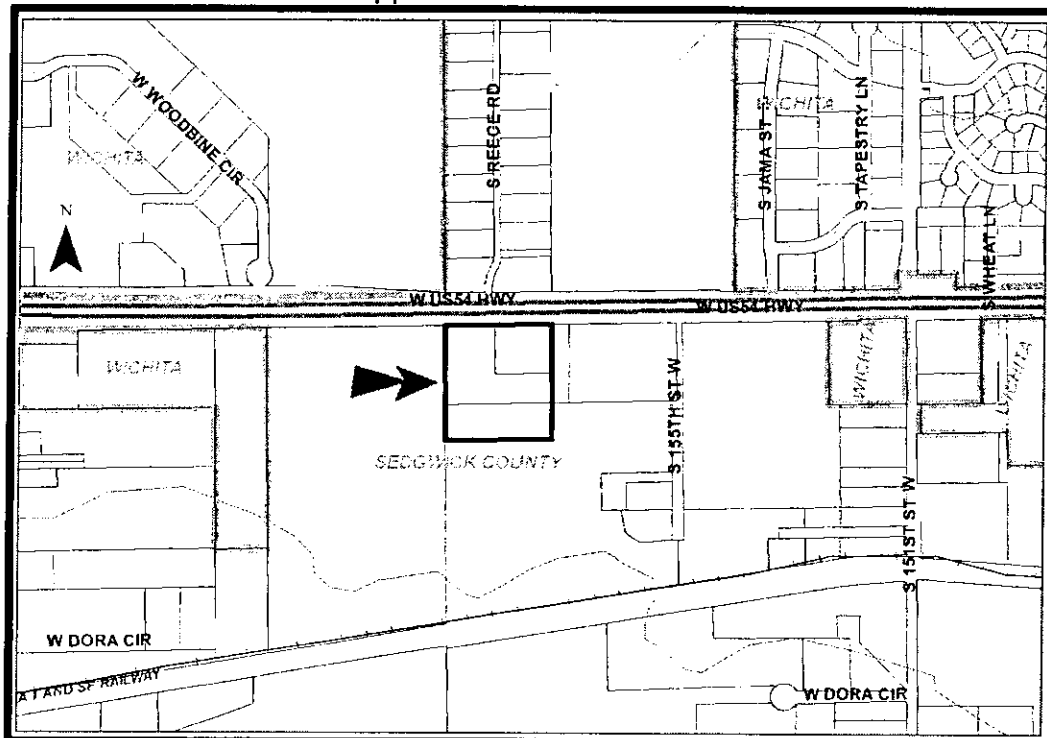 W WOODBINE CIR
WICHITA
N
S REECE RD
WICHITA
S JAMA ST
S TAPESTRY LN
S WHEAT LN
W US54 HWY
W US54 HWY
WICHITA
S 155TH ST W
WICHITA
WICHITA
SEDGWICK COUNTY
S 151ST ST W
W DORA CIR
A T AND SF RAILWAY
W DORA CIR